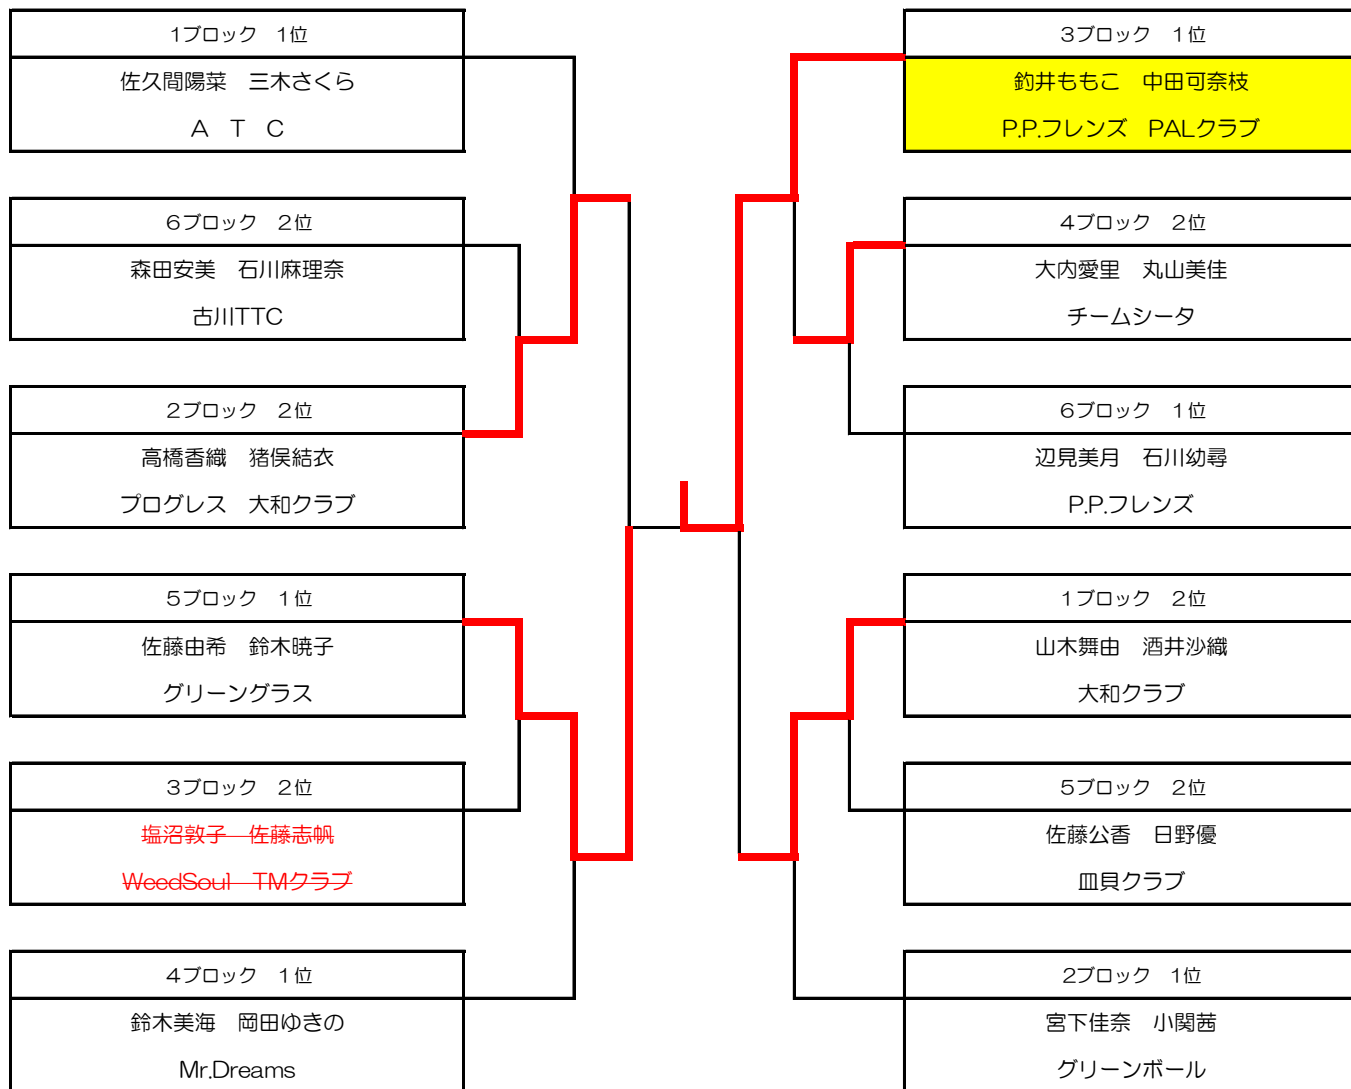 1ブロック　1位
佐久間陽菜　三木さくら
A　T　C
6ブロック　2位
森田安美　石川麻理奈
古川TTC
2ブロック　2位
高橋香織　猪俣結衣
プログレス　大和クラブ
5ブロック　1位
佐藤由希　鈴木暁子
グリーングラス
3ブロック　2位
塩沼敦子　佐藤志帆
WeedSoul　TMクラブ
4ブロック　1位
鈴木美海　岡田ゆきの
Mr.Dreams
3ブロック　1位
釣井ももこ　中田可奈枝
P.P.フレンズ　PALクラブ
4ブロック　2位
大内愛里　丸山美佳
チームシータ
6ブロック　1位
辺見美月　石川幼尋
P.P.フレンズ
1ブロック　2位
山木舞由　酒井沙織
大和クラブ
5ブロック　2位
佐藤公香　日野優
皿貝クラブ
2ブロック　1位
宮下佳奈　小関茜
グリーンボール